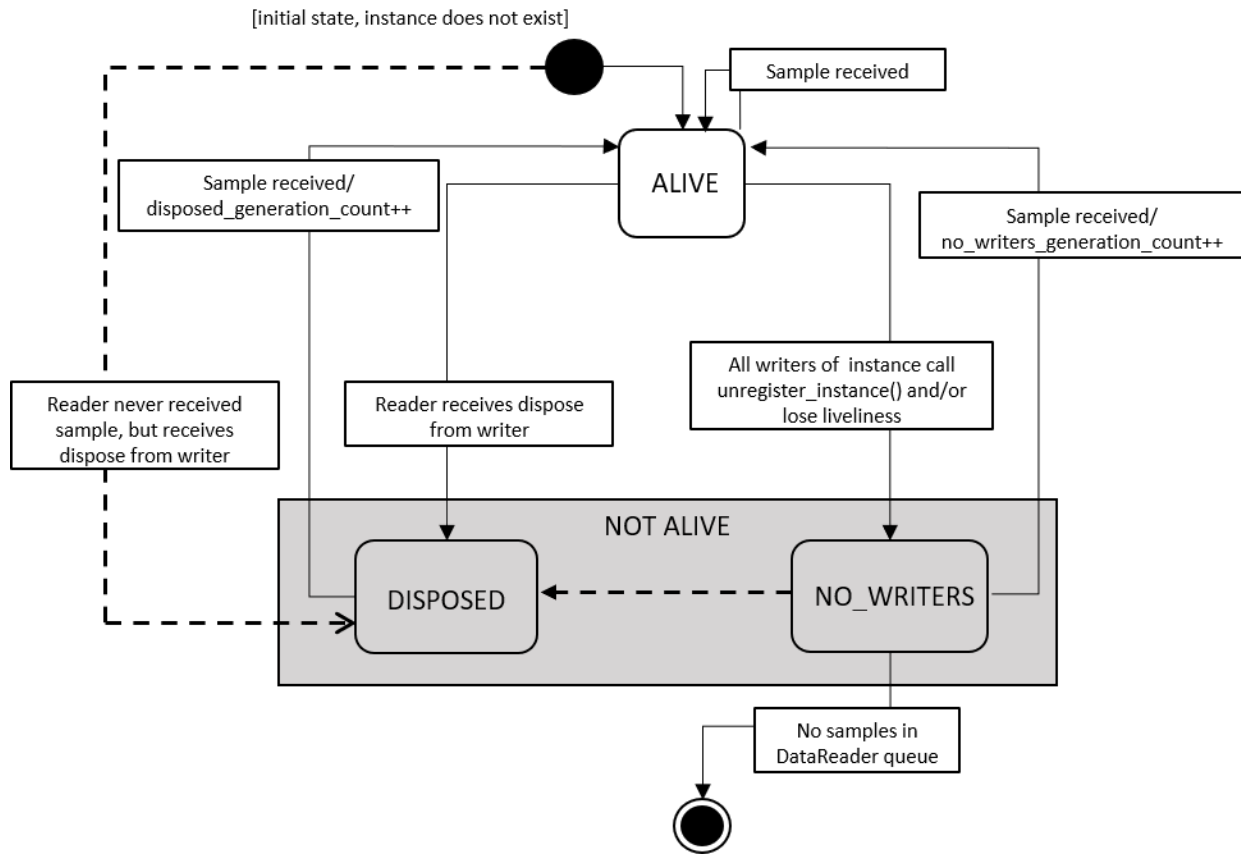 [initial state, instance does not exist]
Sample received
ALIVE
Sample received/
disposed_generation_count++
Sample received/
no_writers_generation_count++
All writers of instance call
unregister_instance() and/or
lose liveliness
Reader never received
sample, but receives
dispose from writer
Reader receives dispose
from writer
NOT ALIVE
DISPOSED
NO_WRITERS
No samples in
DataReader queue